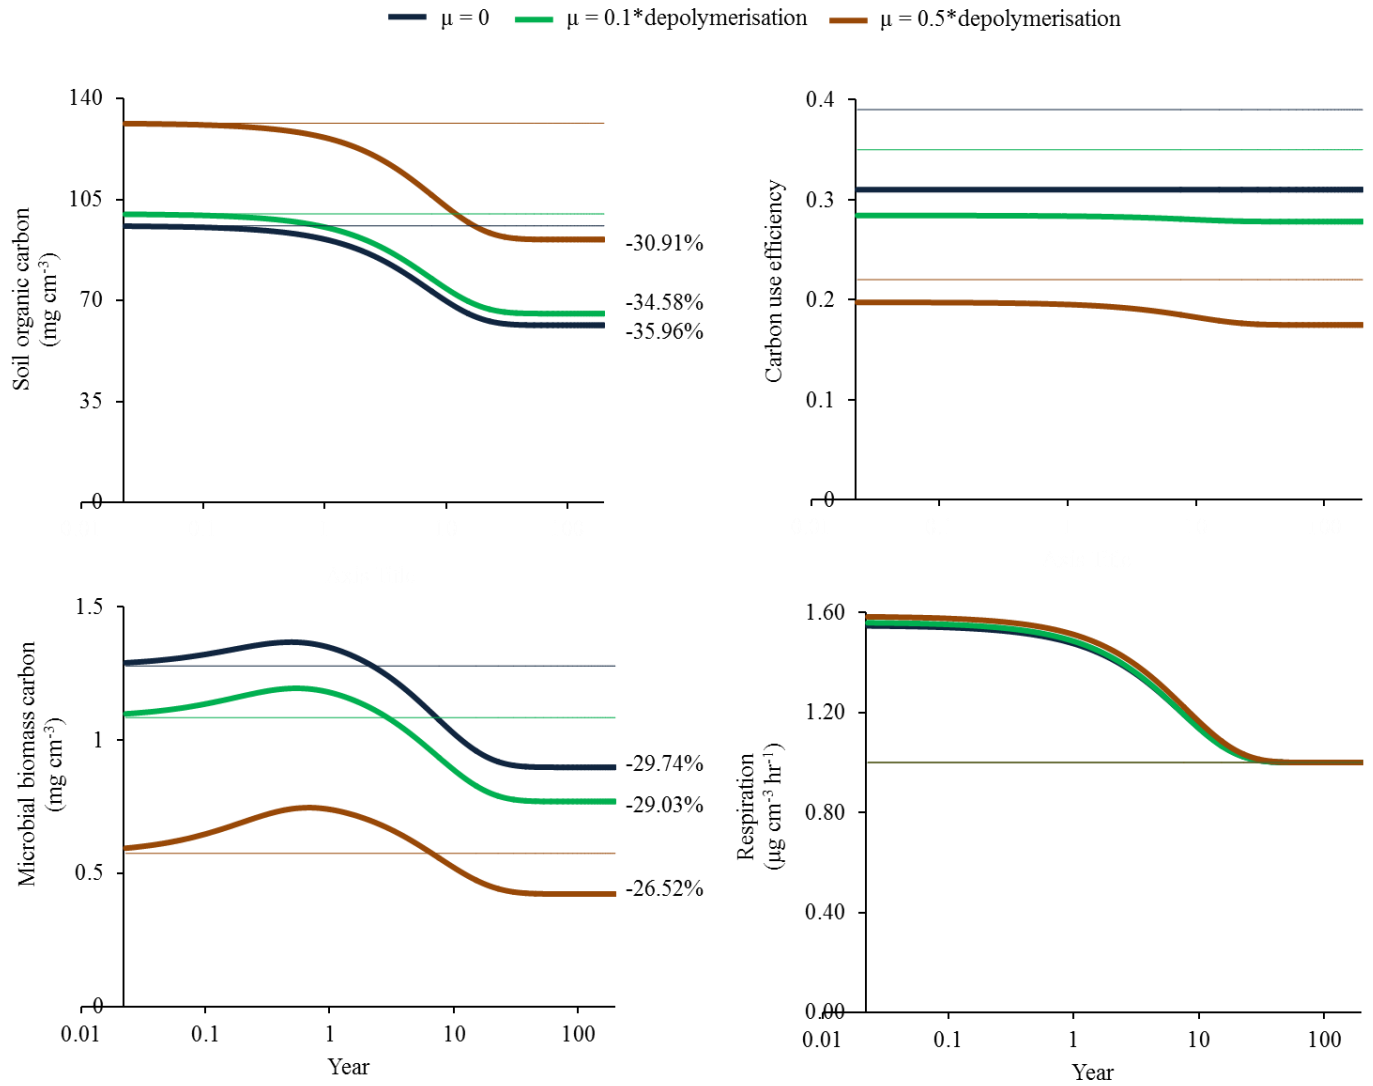 μ = 0
μ = 0.1*depolymerisation
μ = 0.5*depolymerisation
Soil organic carbon
(mg cm⁻³)
140
105
70
35
0
-30.91%
-34.58%
-35.96%
Carbon use efficiency
0.4
0.3
0.2
0.1
0
Microbial biomass carbon
(mg cm⁻³)
1.5
1
0.5
0
-29.74%
-29.03%
-26.52%
0.01
0.1
1
10
100
Year
Respiration
(μg cm⁻³ hr⁻¹)
1.60
1.20
0.80
0.40
0.00
0.01
0.1
1
10
100
Year